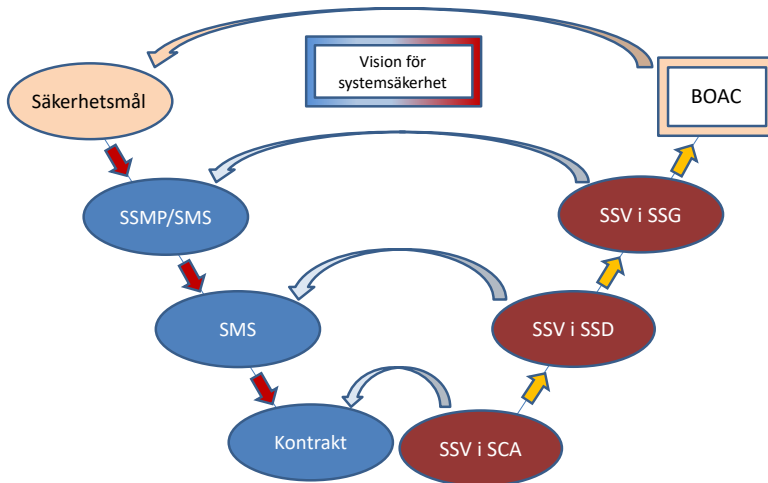 Vision för
systemsäkerhet
Säkerhetsmål
BOAC
SSMP/SMS
SSV i SSG
SMS
SSV i SSD
Kontrakt
SSV i SCA